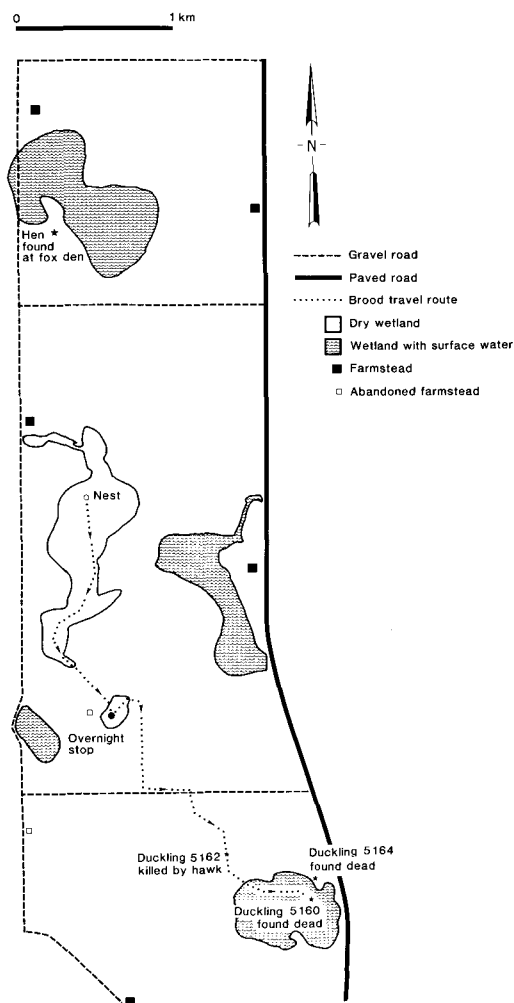 0 1 km
N
Hen
found
at fox den
Gravel road
Paved road
Brood travel route
Dry wetland
Wetland with surface water
Farmstead
Abandoned farmstead
Nest
Overnight
stop
Duckling 5162
killed by hawk
Duckling 5164
found dead
Duckling 5160
found dead